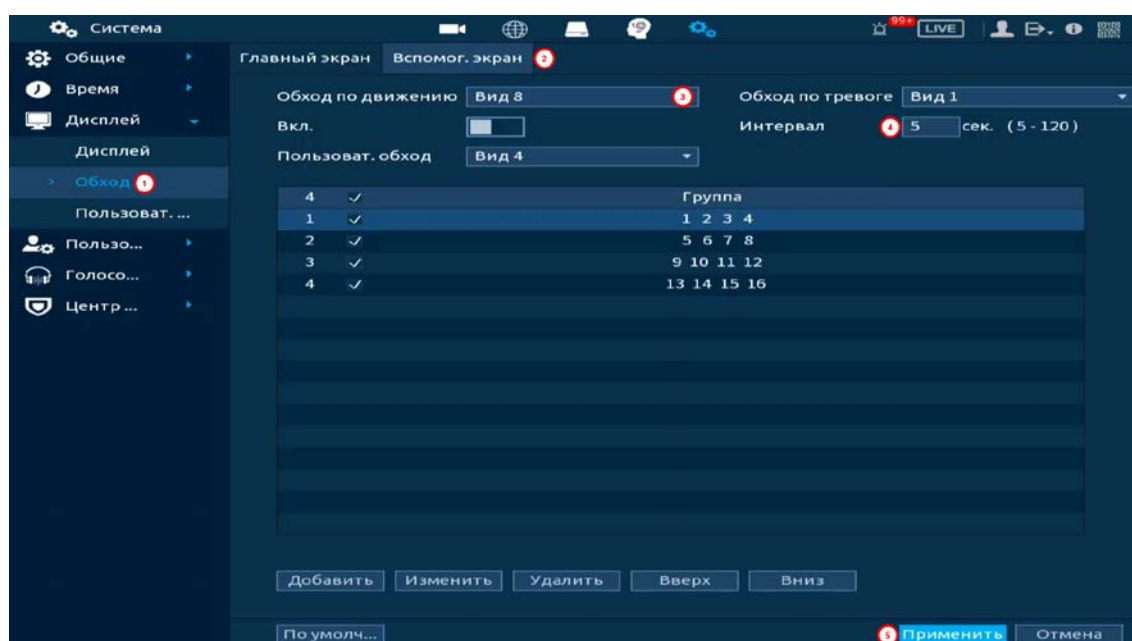 Система
99+ LIVE
Общие
Время
Дисплей
Дисплей
Обход 1
Пользоват. ...
Пользо...
Голосо...
Центр ...
Главный экран Вспомог. экран 2
Обход по движению Вид 8 3 Обход по тревоге Вид 1
Вкл. Интервал 4 5 сек. (5 - 120)
Пользоват. обход Вид 4
4 Группа
1 1 2 3 4
2 5 6 7 8
3 9 10 11 12
4 13 14 15 16
Добавить Изменить Удалить Вверх Вниз
По умолч... 5 Применить Отмена